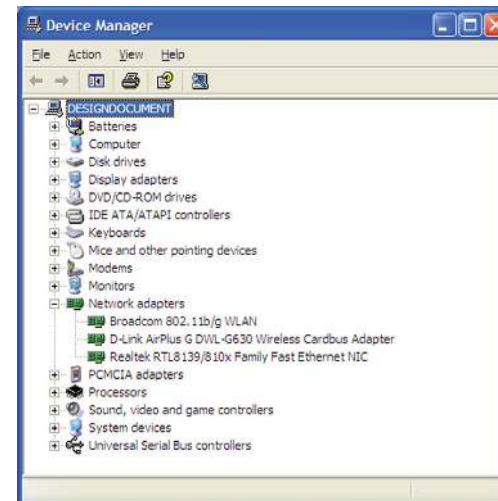 Device Manager
File Action View Help
DESIGNDOCUMENT
Batteries
Computer
Disk drives
Display adapters
DVD/CD-ROM drives
IDE ATA/ATAPI controllers
Keyboards
Mice and other pointing devices
Modems
Monitors
Network adapters
Broadcom 802.11b/g WLAN
D-Link AirPlus G DWL-G630 Wireless Cardbus Adapter
Realtek RTL8139/810x Family Fast Ethernet NIC
PCMCIA adapters
Processors
Sound, video and game controllers
System devices
Universal Serial Bus controllers